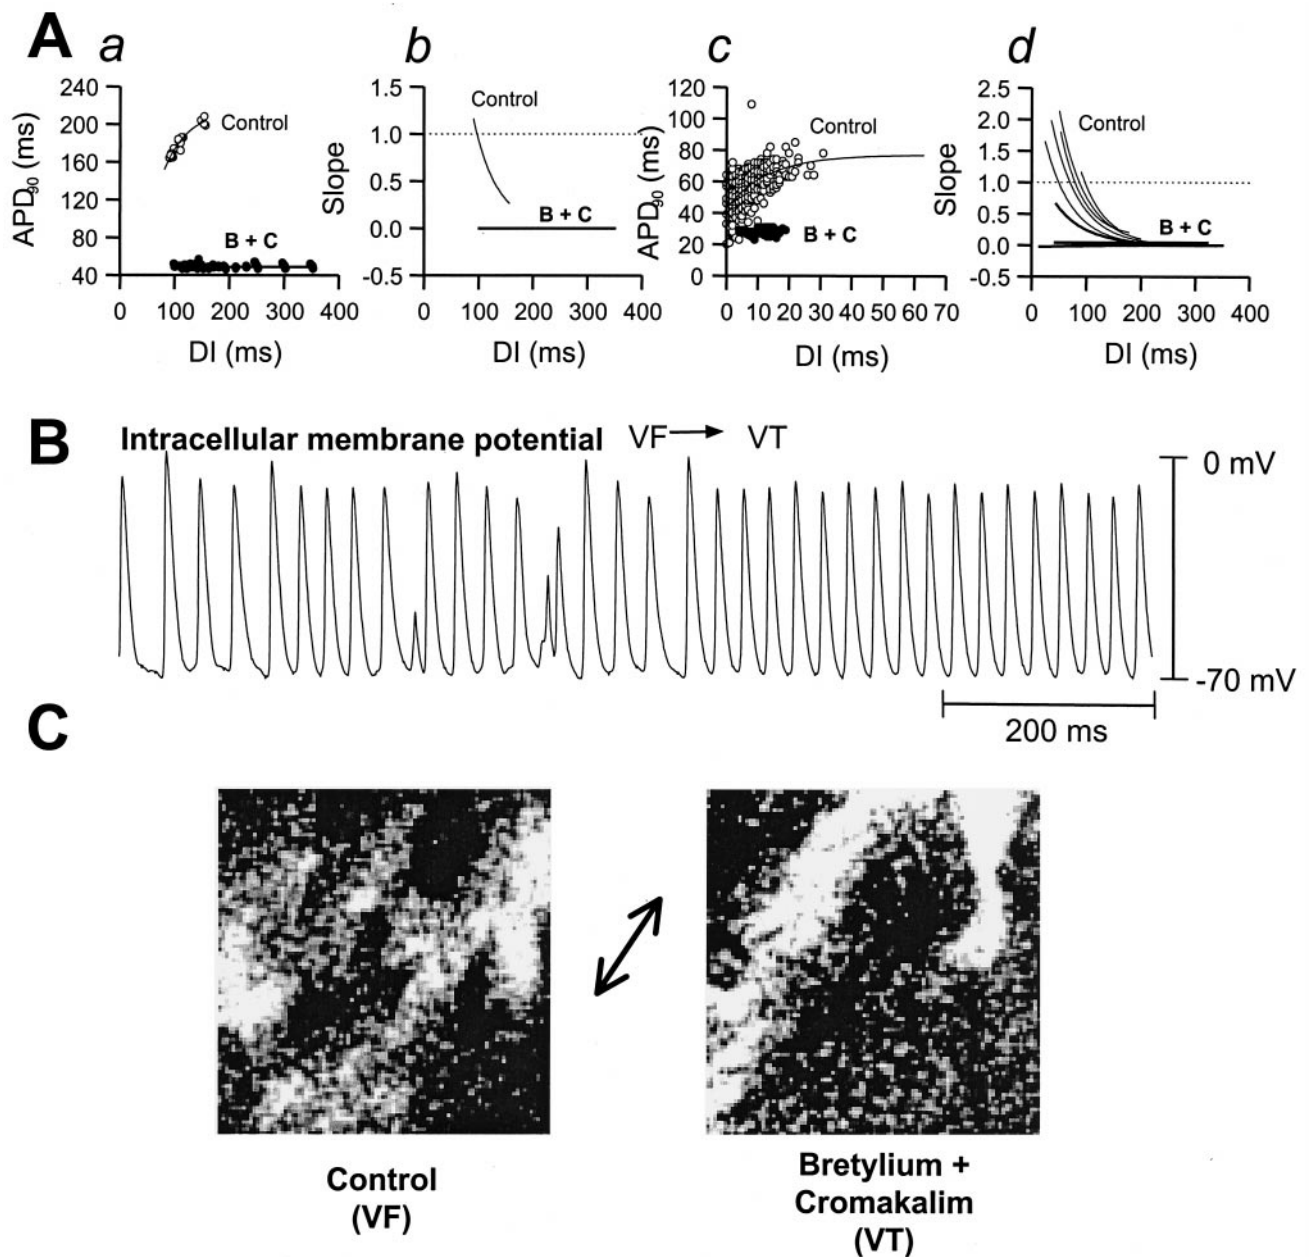 A
a
b
c
d
240
200
160
120
80
40
APD90 (ms)
Control
B + C
0 100 200 300 400
DI (ms)
1.5
1.0
0.5
0.0
-0.5
Slope
Control
B + C
0 100 200 300 400
DI (ms)
120
100
80
60
40
20
0
APD90 (ms)
Control
B + C
0 10 20 30 40 50 60 70
DI (ms)
2.5
2.0
1.5
1.0
0.5
0.0
-0.5
Slope
Control
B + C
0 100 200 300 400
DI (ms)
B
Intracellular membrane potential VF → VT
0 mV
-70 mV
200 ms
C
Control
(VF)
Bretylium +
Cromakalim
(VT)